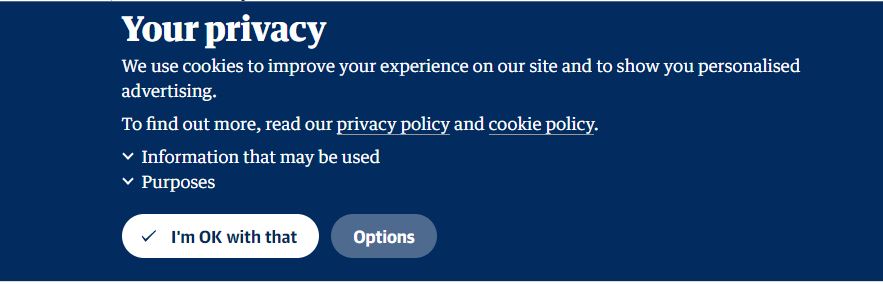 Your privacy
We use cookies to improve your experience on our site and to show you personalised
advertising.
To find out more, read our privacy policy and cookie policy.
Information that may be used
Purposes
I'm OK with that
Options